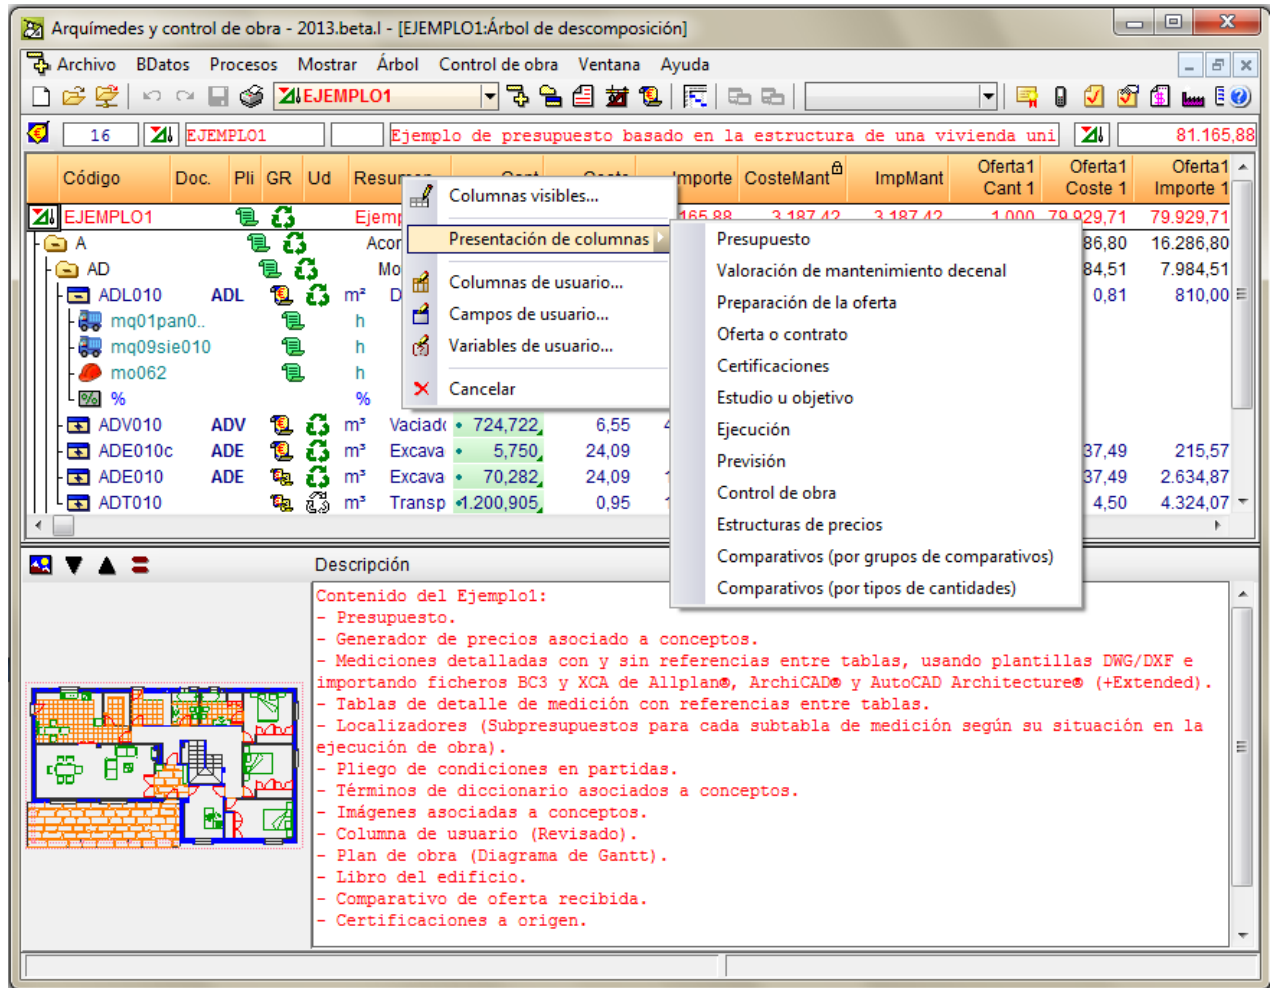 Arquímedes y control de obra - 2013.beta.l - [EJEMPLO1:Árbol de descomposición]
Archivo BDatos Procesos Mostrar Árbol Control de obra Ventana Ayuda
EJEMPLO1
16 EJEMPLO1 Ejemplo de presupuesto basado en la estructura de una vivienda uni 81.165,88
Código Doc. Pli GR Ud Importe CosteMant ImpMant Oferta1 Cant 1 Oferta1 Coste 1 Oferta1 Importe 1
EJEMPLO1 79.929,71 79.929,71
A 16.286,80
AD 7.984,51
ADL010 ADL m² 0,81 810,00
mq01pan0.. h
mq09sie010 h
mo062 h
% %
ADV010 ADV m³ 724,722 6,55
ADE010c ADE m³ Excava 5,750 24,09 37,49 215,57
ADE010 ADE m³ Excava 70,282 24,09 37,49 2.634,87
ADT010 m³ Transp 1.200,905 0,95 4,50 4.324,07
Columnas visibles...
Presentación de columnas
Columnas de usuario...
Campos de usuario...
Variables de usuario...
Cancelar
Presupuesto
Valoración de mantenimiento decenal
Preparación de la oferta
Oferta o contrato
Certificaciones
Estudio u objetivo
Ejecución
Previsión
Control de obra
Estructuras de precios
Comparativos (por grupos de comparativos)
Comparativos (por tipos de cantidades)
Descripción
Contenido del Ejemplo1:
- Presupuesto.
- Generador de precios asociado a conceptos.
- Mediciones detalladas con y sin referencias entre tablas, usando plantillas DWG/DXF e
importando ficheros BC3 y XCA de Allplan®, ArchiCAD® y AutoCAD Architecture® (+Extended).
- Tablas de detalle de medición con referencias entre tablas.
- Localizadores (Subpresupuestos para cada subtabla de medición según su situación en la
ejecución de obra).
- Pliego de condiciones en partidas.
- Términos de diccionario asociados a conceptos.
- Imágenes asociadas a conceptos.
- Columna de usuario (Revisado).
- Plan de obra (Diagrama de Gantt).
- Libro del edificio.
- Comparativo de oferta recibida.
- Certificaciones a origen.